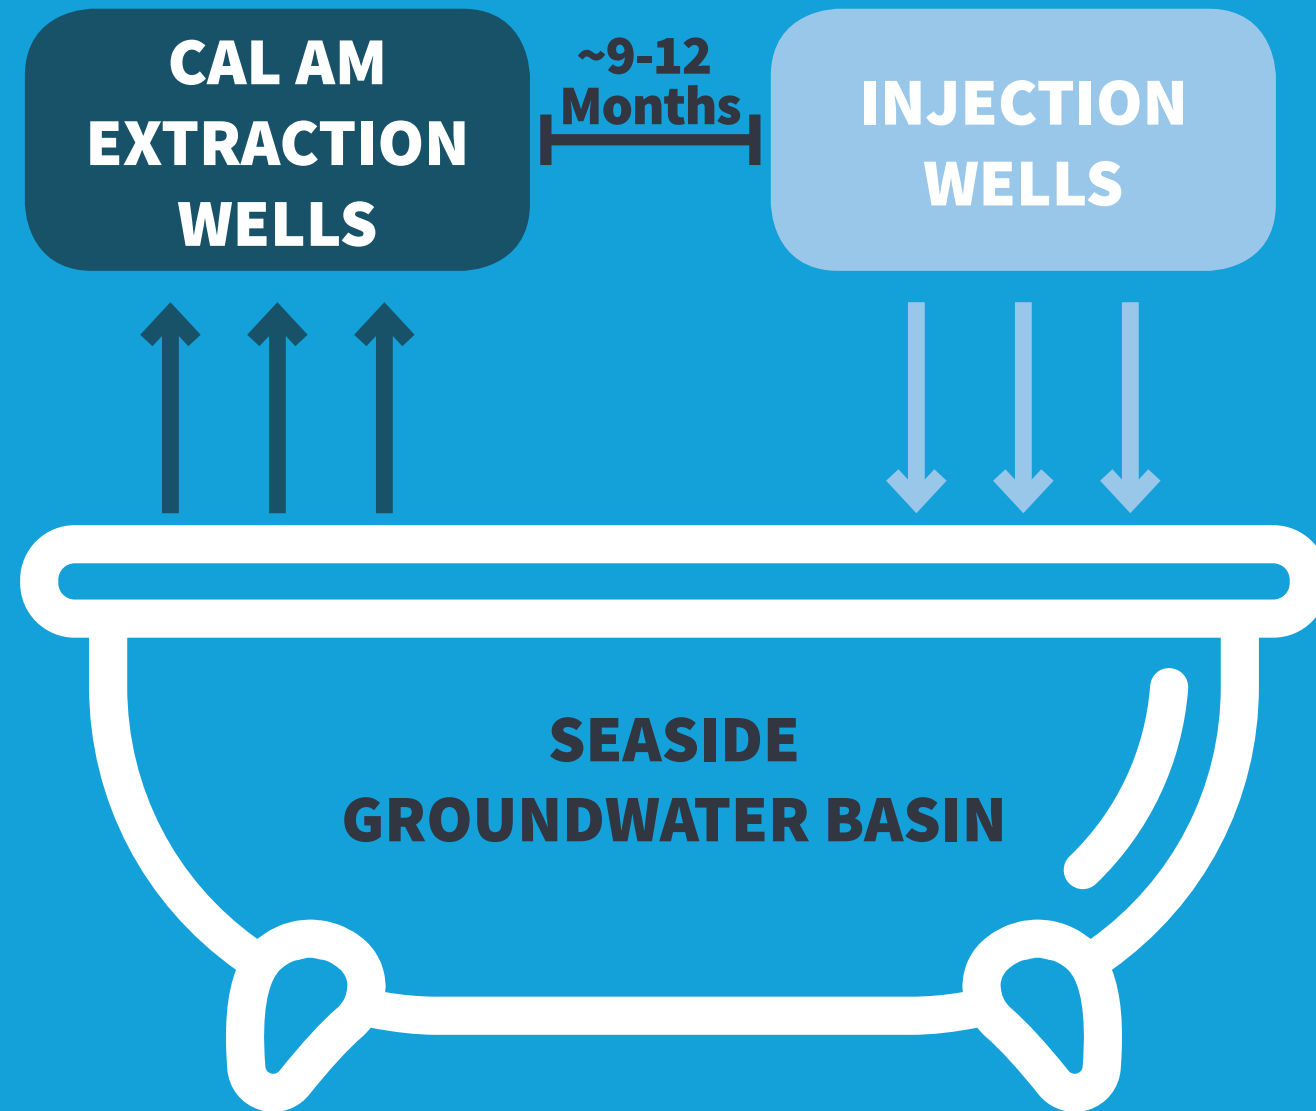 CAL AM
EXTRACTION
WELLS
~9-12
Months
INJECTION
WELLS
SEASIDE
GROUNDWATER BASIN